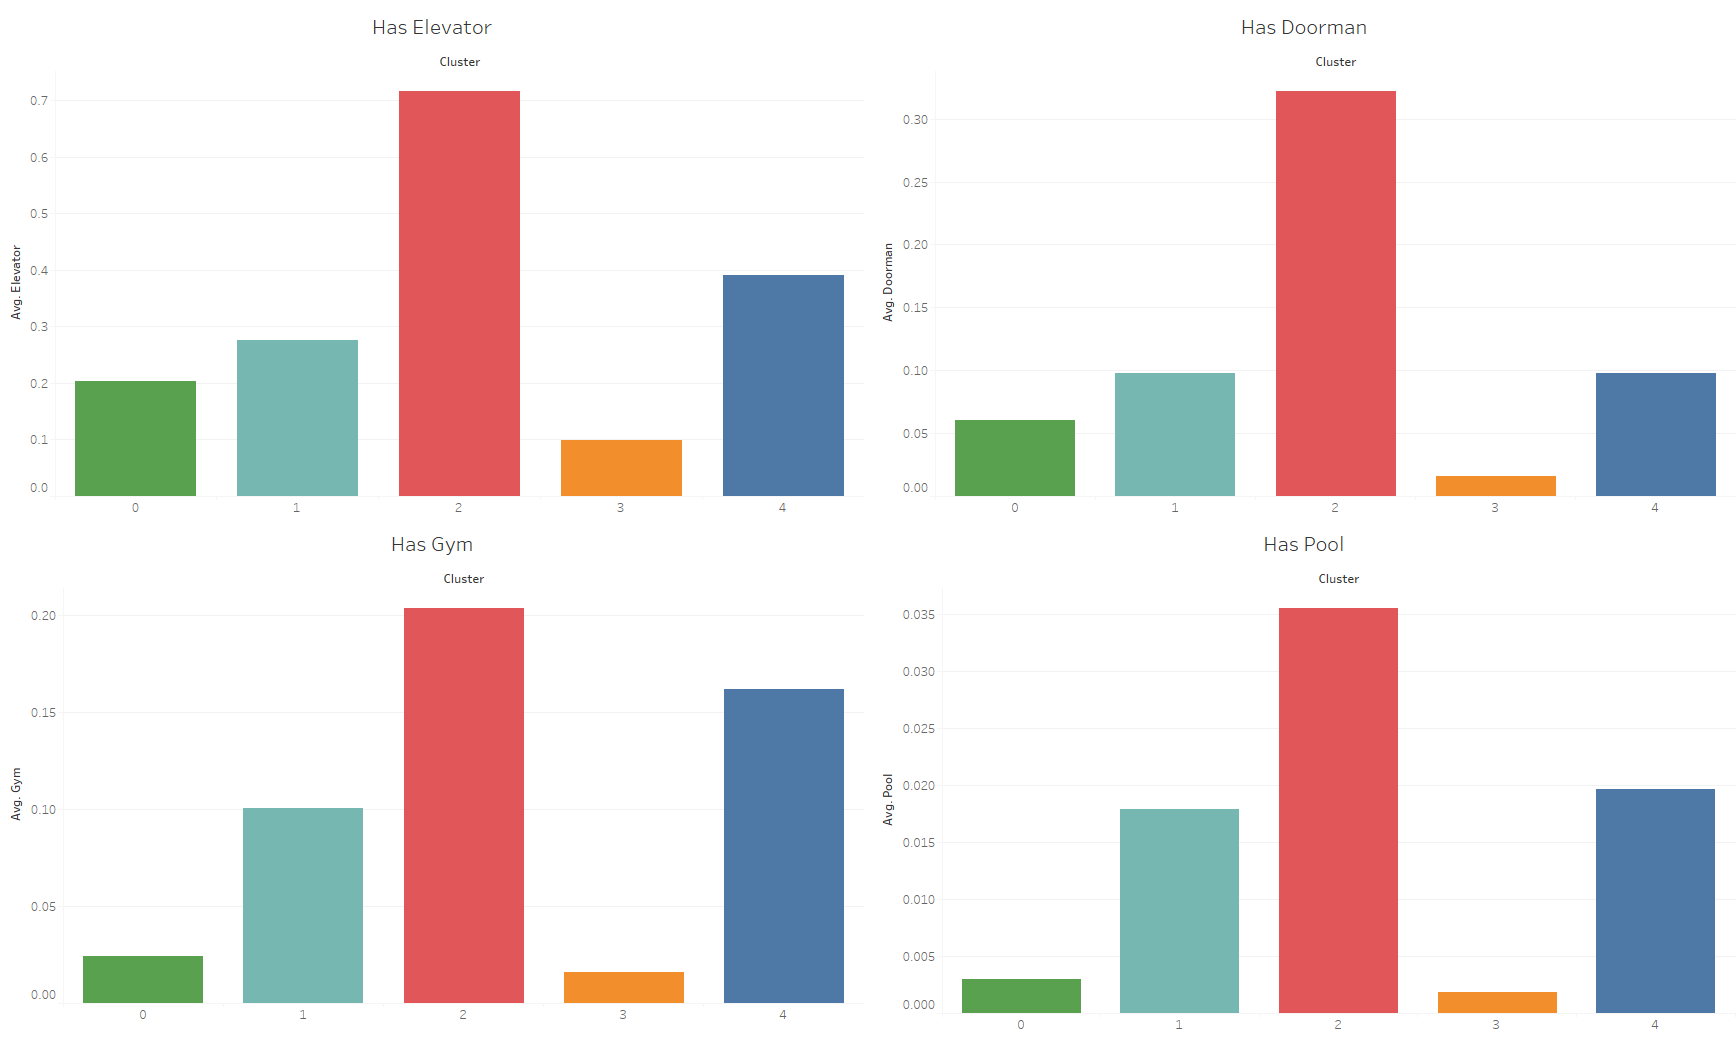 Has Elevator
Cluster
Avg. Elevator
0.7
0.6
0.5
0.4
0.3
0.2
0.1
0.0
0 1 2 3 4
Has Doorman
Cluster
Avg. Doorman
0.30
0.25
0.20
0.15
0.10
0.05
0.00
0 1 2 3 4
Has Gym
Cluster
Avg. Gym
0.20
0.15
0.10
0.05
0.00
0 1 2 3 4
Has Pool
Cluster
Avg. Pool
0.035
0.030
0.025
0.020
0.015
0.010
0.005
0.000
0 1 2 3 4